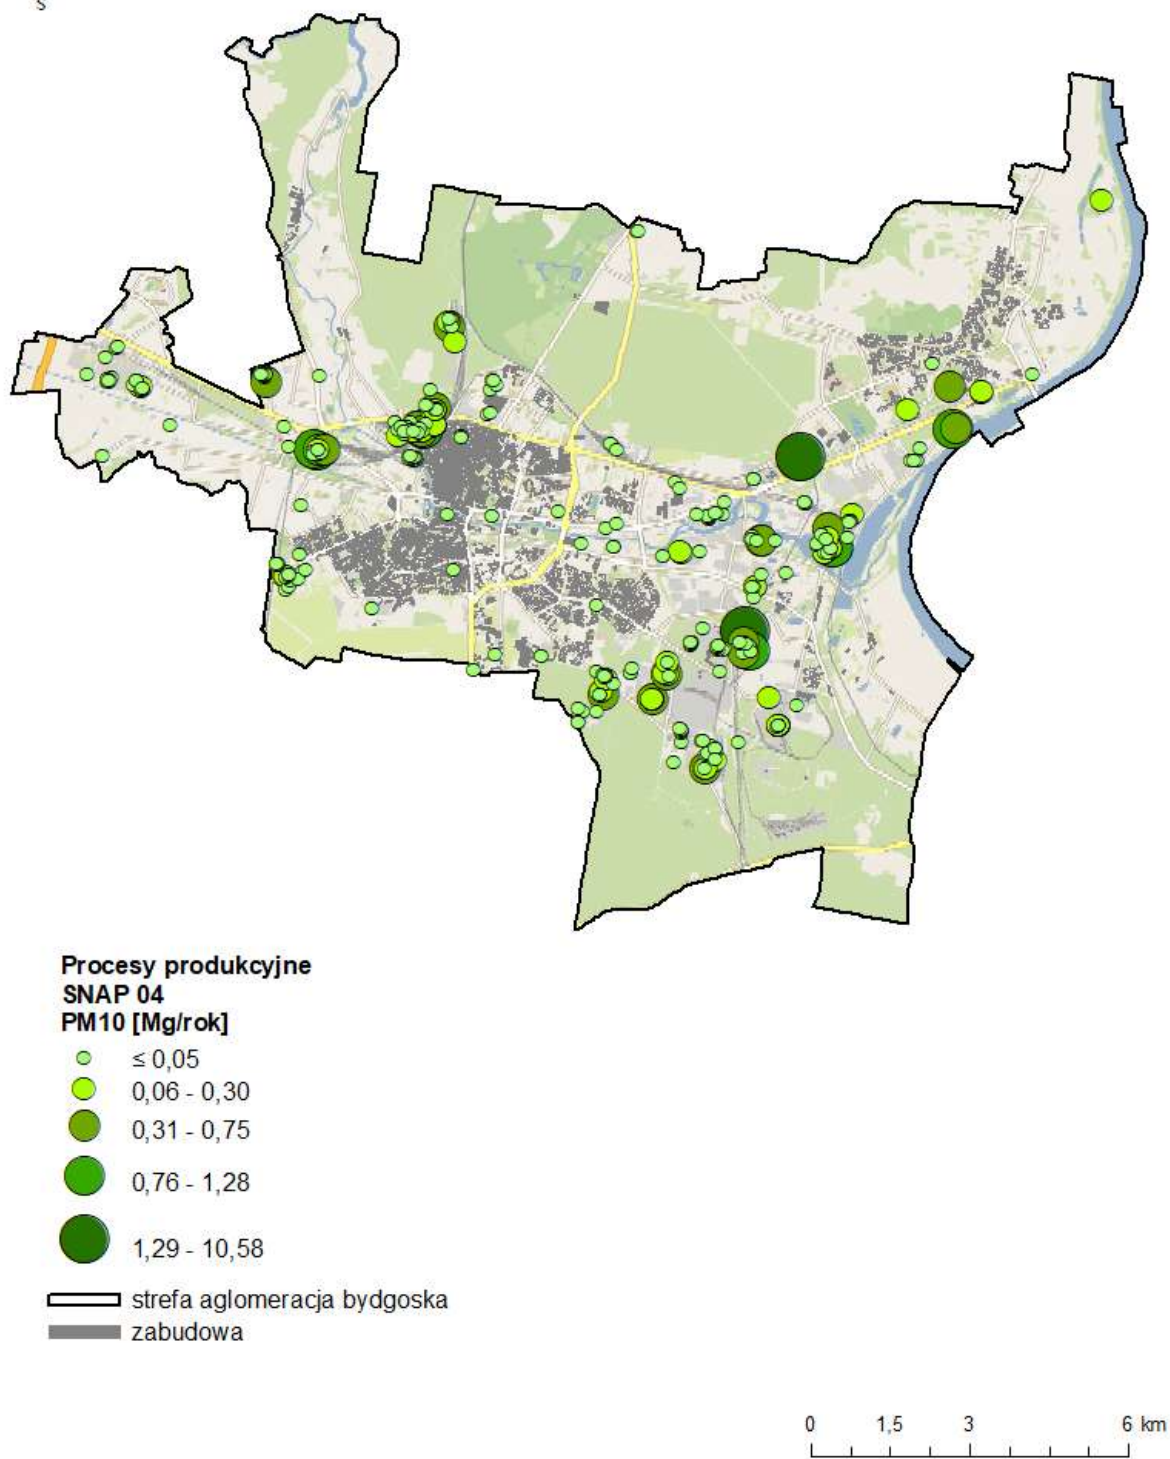 s
Procesy produkcyjne
SNAP 04
PM10 [Mg/rok]
≤ 0,05
0,06 - 0,30
0,31 - 0,75
0,76 - 1,28
1,29 - 10,58
strefa aglomeracja bydgoska
zabudowa
0 1,5 3 6 km